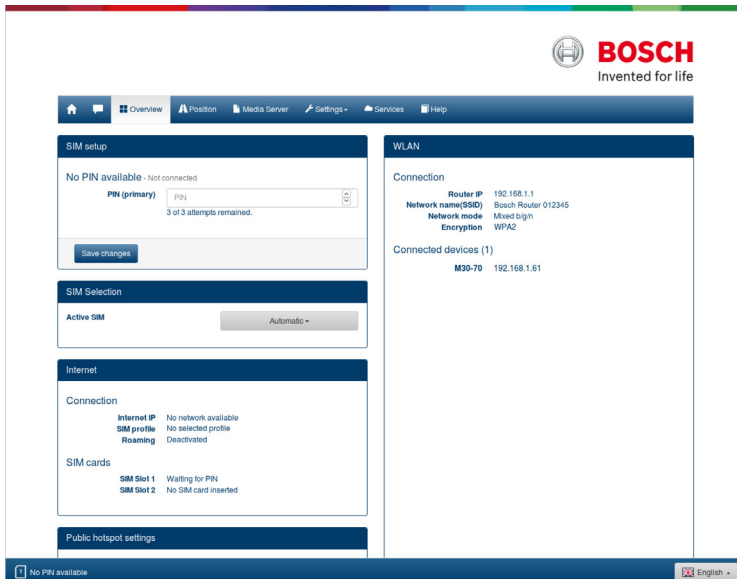 BOSCH
Invented for life
Overview Position Media Server Settings Services Help
SIM setup
No PIN available - Not connected
PIN (primary) PIN
3 of 3 attempts remained.
Save changes
SIM Selection
Active SIM Automatic
Internet
Connection
Internet IP No network available
SIM profile No selected profile
Roaming Deactivated
SIM cards
SIM Slot 1 Waiting for PIN
SIM Slot 2 No SIM card inserted
Public hotspot settings
WLAN
Connection
Router IP 192.168.1.1
Network name(SSID) Bosch Router 012345
Network mode Mixed b/g/n
Encryption WPA2
Connected devices (1)
M30-70 192.168.1.61
1 No PIN available
English